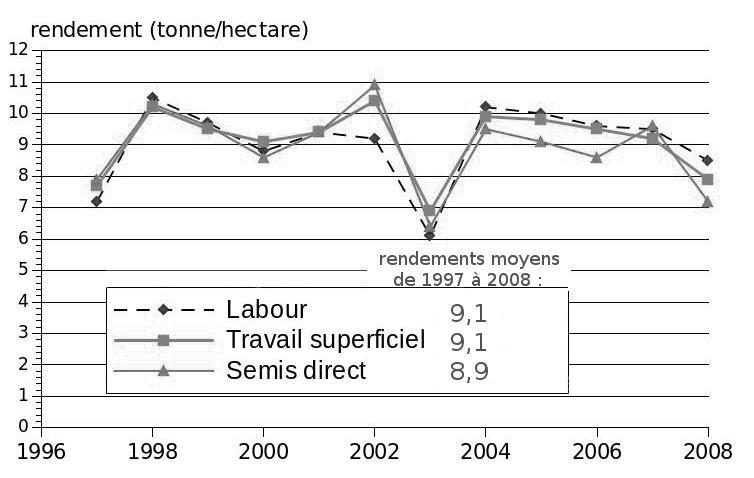 rendement (tonne/hectare)
12
11
10
9
8
7
6
5
4
3
2
1
0
rendements moyens
de 1997 à 2008 :
Labour 9,1
Travail superficiel 9,1
Semis direct 8,9
1996 1998 2000 2002 2004 2006 2008